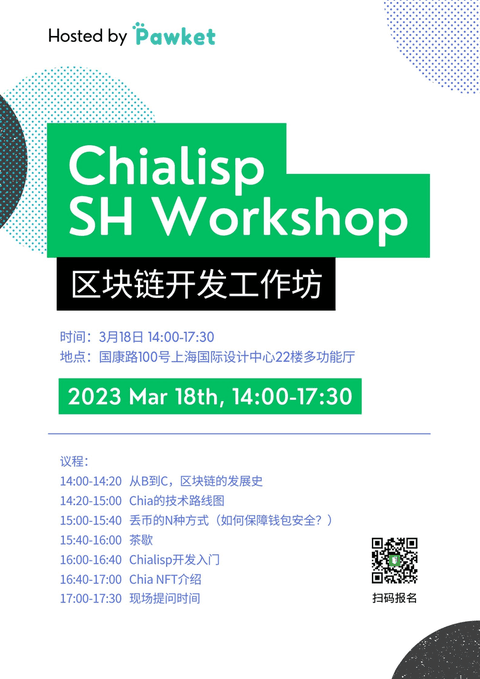 Hosted by Pawket
Chialisp
SH Workshop
区块链开发工作坊
时间：3月18日 14:00-17:30
地点：国康路100号上海国际设计中心22楼多功能厅
2023 Mar 18th, 14:00-17:30
议程：
14:00-14:20 从B到C，区块链的发展史
14:20-15:00 Chia的技术路线图
15:00-15:40 丢币的N种方式（如何保障钱包安全？）
15:40-16:00 茶歇
16:00-16:40 Chialisp开发入门
16:40-17:00 Chia NFT介绍
17:00-17:30 现场提问时间
扫码报名